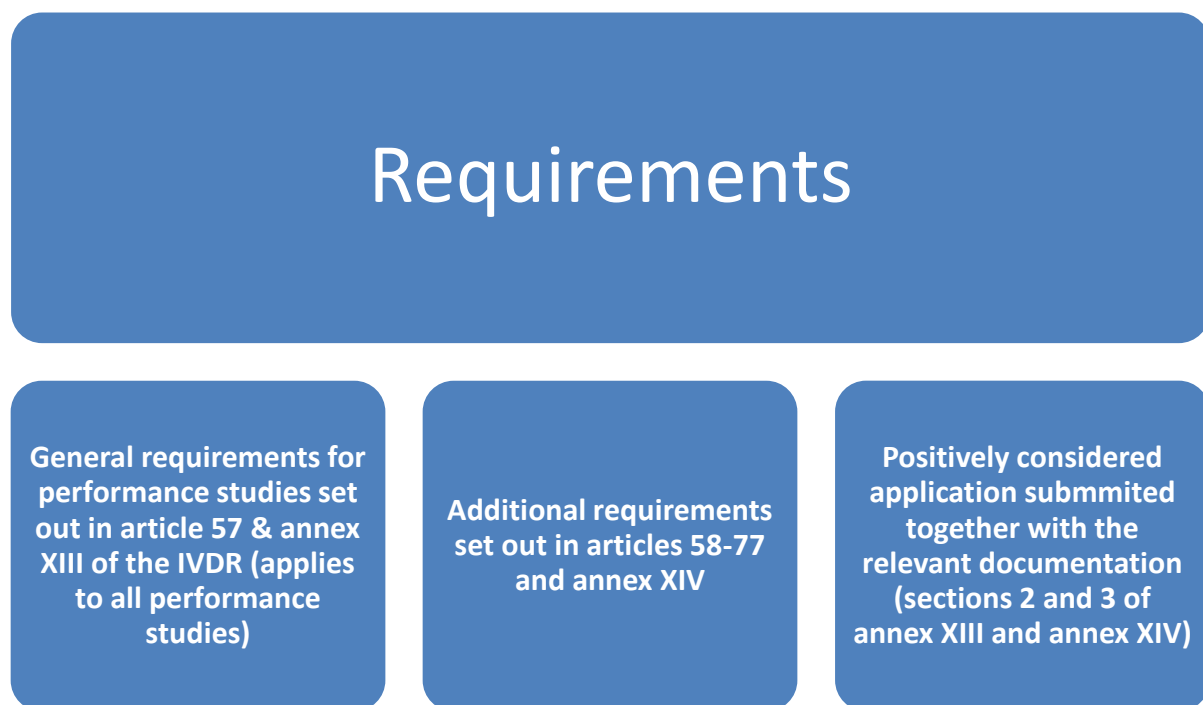 Requirements
General requirements for
performance studies set
out in article 57 & annex
XIII of the IVDR (applies
to all performance
studies)
Additional requirements
set out in articles 58-77
and annex XIV
Positively considered
application submmited
together with the
relevant documentation
(sections 2 and 3 of
annex XIII and annex XIV)